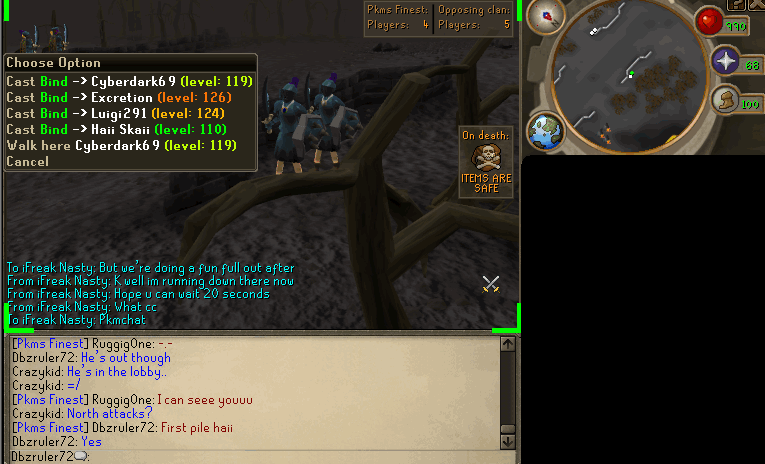 Pkms Finest: Opposing clan:
Players: 4 Players: 5
990
68
100
Choose Option
Cast Bind -> Cyberdark69 (level: 119)
Cast Bind -> Excretion (level: 126)
Cast Bind -> Luigi291 (level: 124)
Cast Bind -> Haii Skaii (level: 110)
Walk here Cyberdark69 (level: 119)
Cancel
On death:
ITEMS ARE
SAFE
To iFreak Nasty: But we're doing a fun full out after
From iFreak Nasty: K well im running down there now
From iFreak Nasty: Hope u can wait 20 seconds
From iFreak Nasty: What cc
To iFreak Nasty: Pkmchat
[Pkms Finest] RuggigOne: -.-
Dbzruler72: He's out though
Crazykid: He's in the lobby..
Crazykid: =/
[Pkms Finest] RuggigOne: I can seee youuu
Crazykid: North attacks?
[Pkms Finest] Dbzruler72: First pile haii
Dbzruler72: Yes
Dbzruler72: